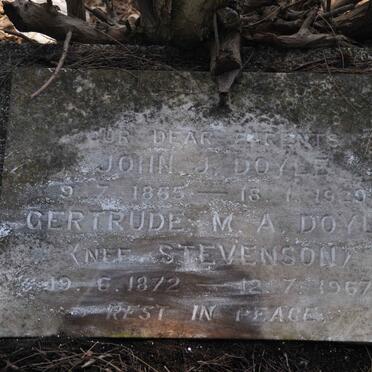 OUR DEAR PARENTS
JOHN J. DOYLE
9. 7. 1865 — 18. 1. 1929
GERTRUDE M. A. DOYL
(NEE STEVENSON)
19. 6. 1872 — 12. 7. 1967
REST IN PEACE